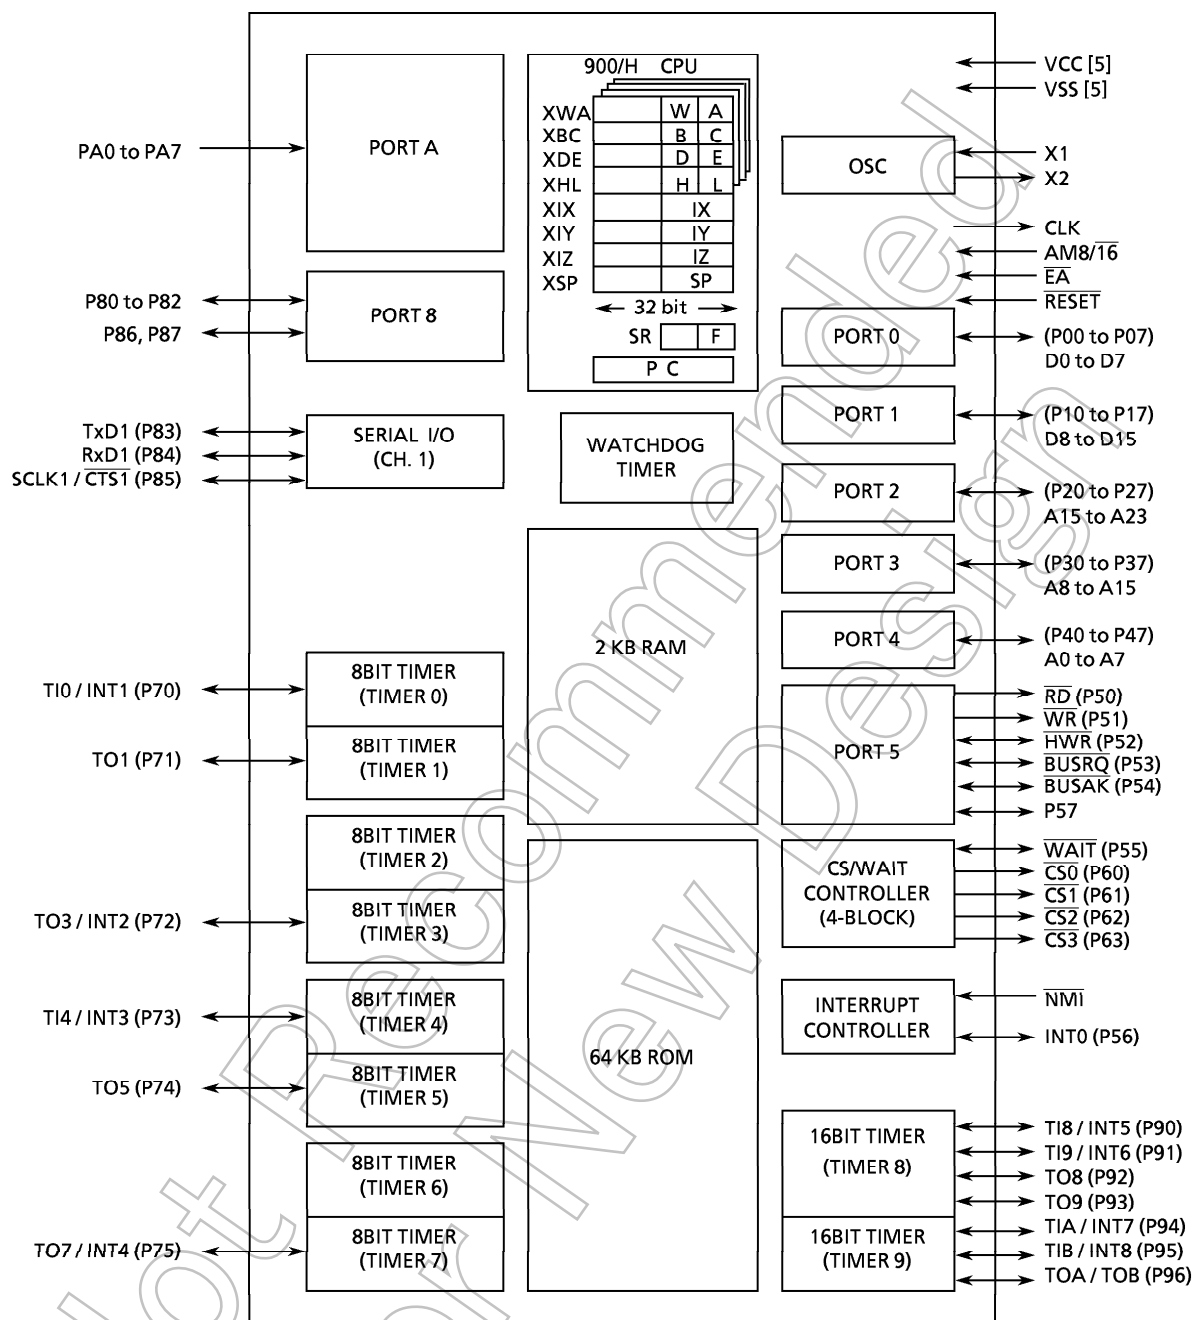 PA0 to PA7
PORT A
P80 to P82
P86, P87
PORT 8
TxD1 (P83)
RxD1 (P84)
SCLK1 / CTS1 (P85)
SERIAL I/O
(CH. 1)
TI0 / INT1 (P70)
8BIT TIMER
(TIMER 0)
TO1 (P71)
8BIT TIMER
(TIMER 1)
8BIT TIMER
(TIMER 2)
TO3 / INT2 (P72)
8BIT TIMER
(TIMER 3)
TI4 / INT3 (P73)
8BIT TIMER
(TIMER 4)
TO5 (P74)
8BIT TIMER
(TIMER 5)
8BIT TIMER
(TIMER 6)
TO7 / INT4 (P75)
8BIT TIMER
(TIMER 7)
900/H CPU
XWA W A
XBC B C
XDE D E
XHL H L
XIX IX
XIY IY
XIZ IZ
XSP SP
32 bit
SR F
P C
WATCHDOG
TIMER
2 KB RAM
64 KB ROM
VCC [5]
VSS [5]
OSC
X1
X2
CLK
AM8/16
EA
RESET
PORT 0
(P00 to P07)
D0 to D7
PORT 1
(P10 to P17)
D8 to D15
PORT 2
(P20 to P27)
A15 to A23
PORT 3
(P30 to P37)
A8 to A15
PORT 4
(P40 to P47)
A0 to A7
PORT 5
RD (P50)
WR (P51)
HWR (P52)
BUSRQ (P53)
BUSAK (P54)
P57
CS/WAIT
CONTROLLER
(4-BLOCK)
WAIT (P55)
CS0 (P60)
CS1 (P61)
CS2 (P62)
CS3 (P63)
INTERRUPT
CONTROLLER
NMI
INT0 (P56)
16BIT TIMER
(TIMER 8)
TI8 / INT5 (P90)
TI9 / INT6 (P91)
TO8 (P92)
TO9 (P93)
16BIT TIMER
(TIMER 9)
TIA / INT7 (P94)
TIB / INT8 (P95)
TOA / TOB (P96)
Recommended
New Design